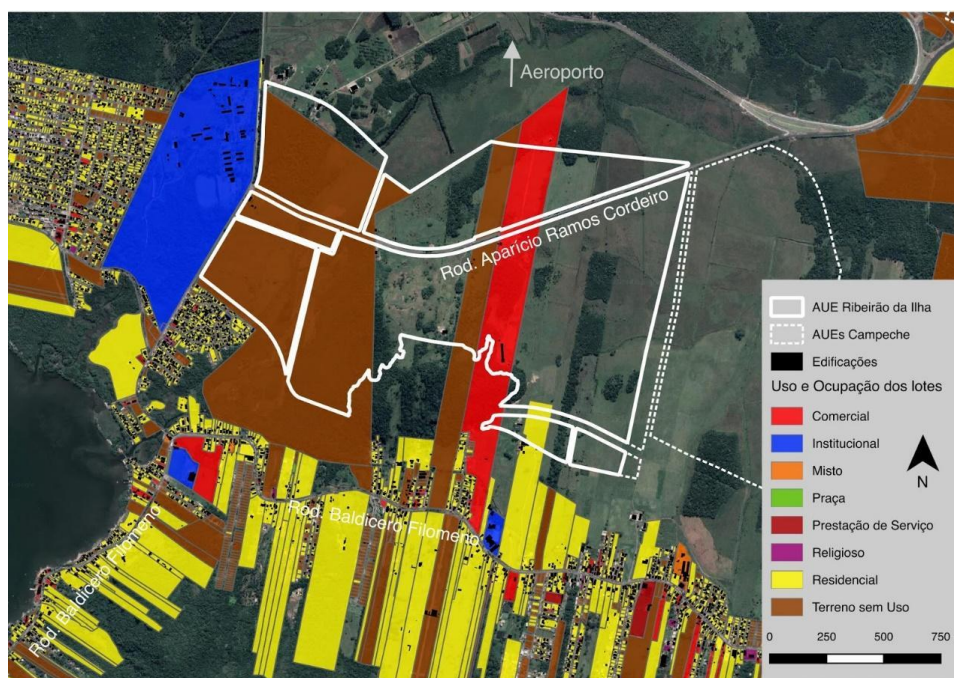 Aeroporto
Rod. Aparício Ramos Cordeiro
Rod. Baldicero Filomeno
Rod. Baldicero Filomeno
AUE Ribeirão da Ilha
AUEs Campeche
Edificações
Uso e Ocupação dos lotes
Comercial
Institucional
Misto
Praça
Prestação de Serviço
Religioso
Residencial
Terreno sem Uso
N
0 250 500 750